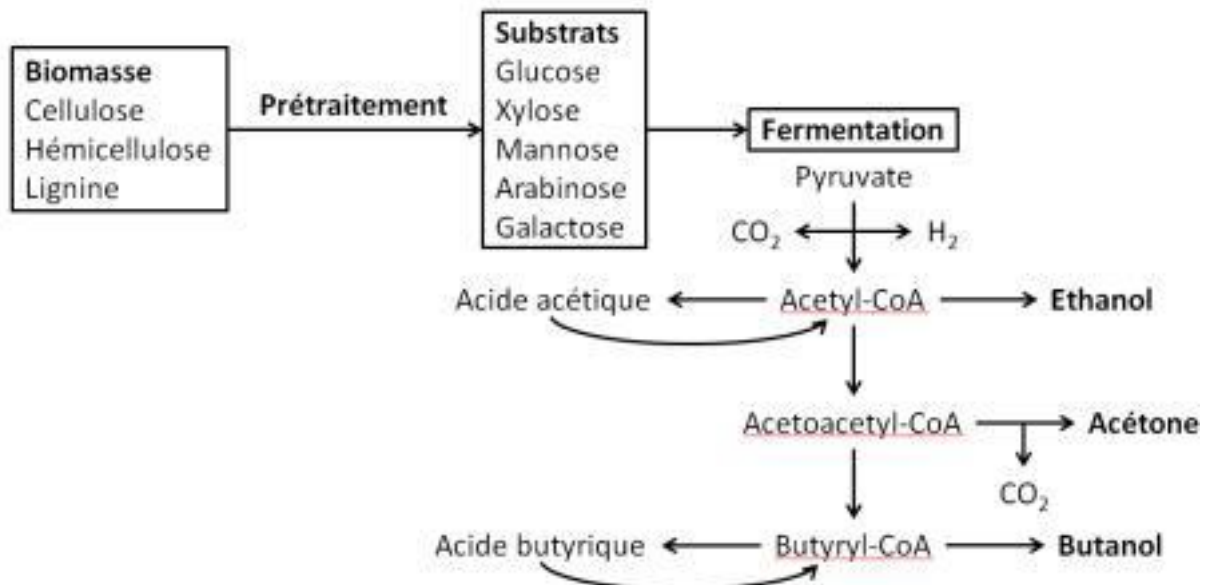 Biomasse
Cellulose
Hémicellulose
Lignine
Prétraitement
Substrats
Glucose
Xylose
Mannose
Arabinose
Galactose
Fermentation
Pyruvate
CO₂ H₂
Acide acétique Acetyl-CoA Ethanol
Acetoacetyl-CoA Acétone
CO₂
Acide butyrique Butyryl-CoA Butanol